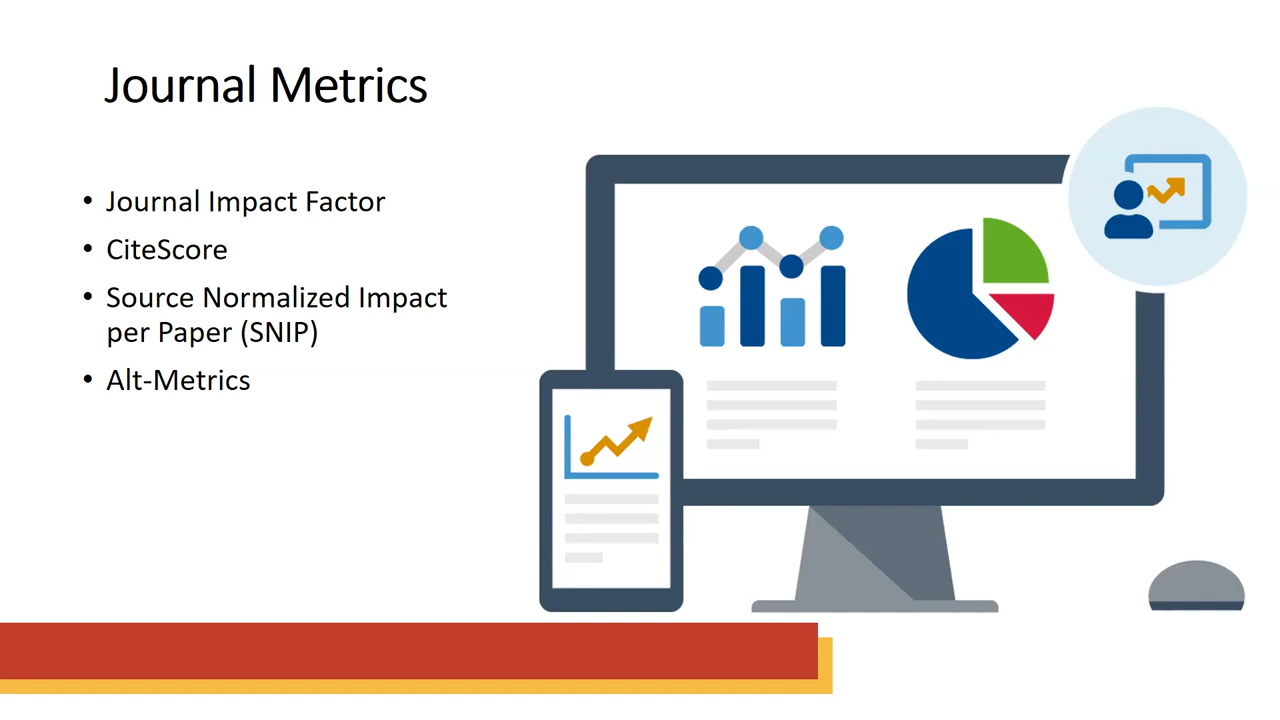 Journal Metrics
• Journal Impact Factor
• CiteScore
• Source Normalized Impact
per Paper (SNIP)
• Alt-Metrics